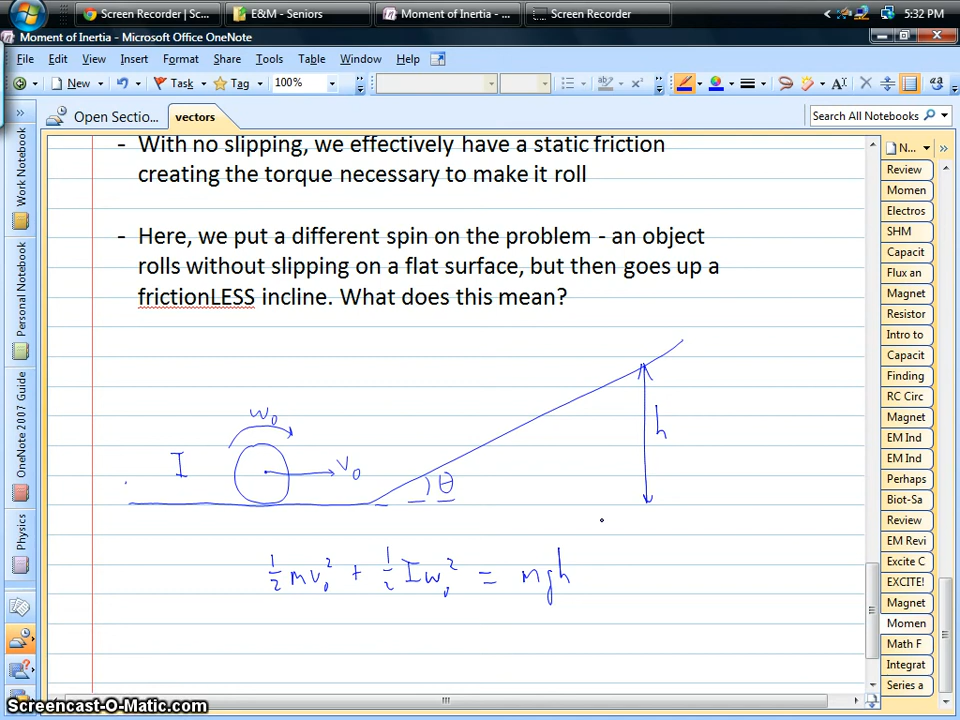 Screen Recorder | Sc...
E&M - Seniors
Moment of Inertia - ...
Screen Recorder
5:32 PM
Moment of Inertia - Microsoft Office OneNote
File Edit View Insert Format Share Tools Table Window Help
New Task Tag 100%
Open Sectio... vectors
Search All Notebooks
Work Notebook
Personal Notebook
OneNote 2007 Guide
Physics
- With no slipping, we effectively have a static friction
creating the torque necessary to make it roll
- Here, we put a different spin on the problem - an object
rolls without slipping on a flat surface, but then goes up a
frictionLESS incline. What does this mean?
w₀
I
v₀
θ
h
½mv₀² + ½Iw₀² = mgh
N...
Review
Momen
Electros
SHM
Capacit
Flux an
Magnet
Resistor
Intro to
Capacit
Finding
RC Circ
Magnet
EM Ind
EM Ind
Perhaps
Biot-Sa
Review
EM Revi
Excite C
EXCITE!
Magnet
Momen
Math F
Integrat
Series a
Screencast-O-Matic.com